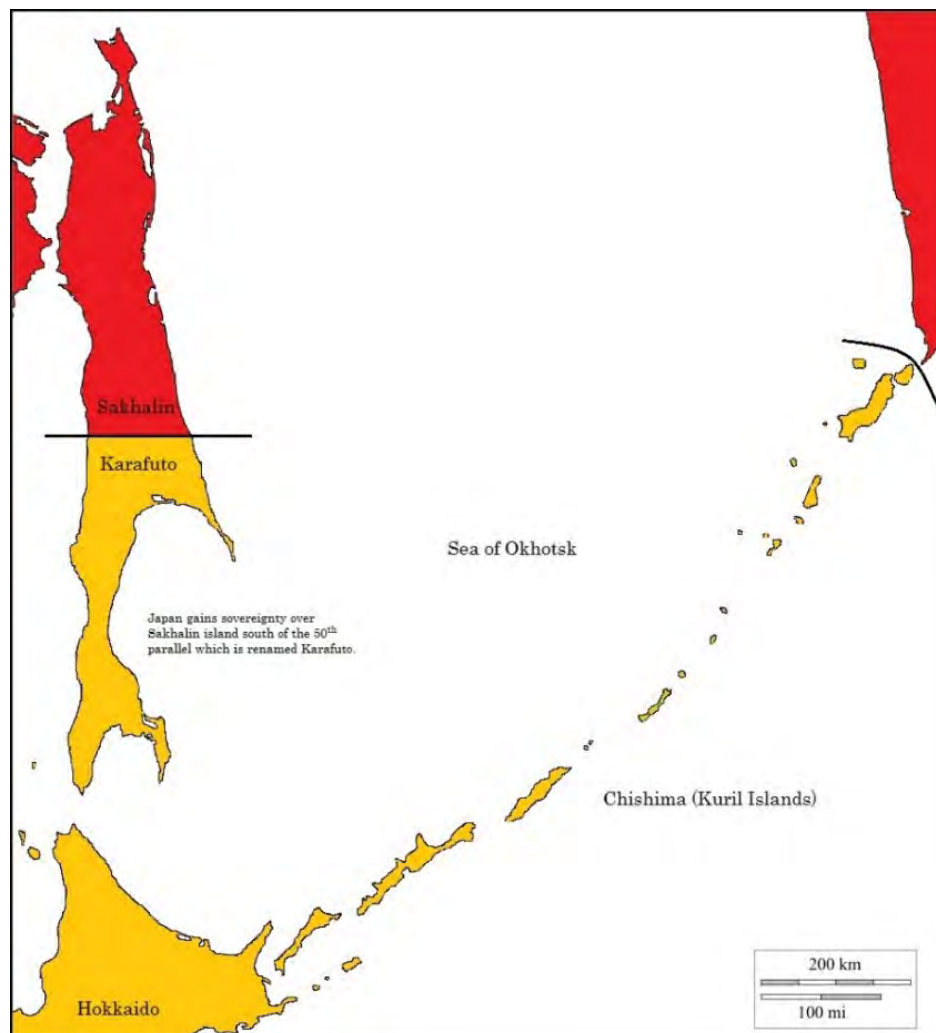 Sakhalin
Karafuto
Sea of Okhotsk
Japan gains sovereignty over
Sakhalin island south of the 50th
parallel which is renamed Karafuto.
Chishima (Kuril Islands)
Hokkaido
200 km
100 mi